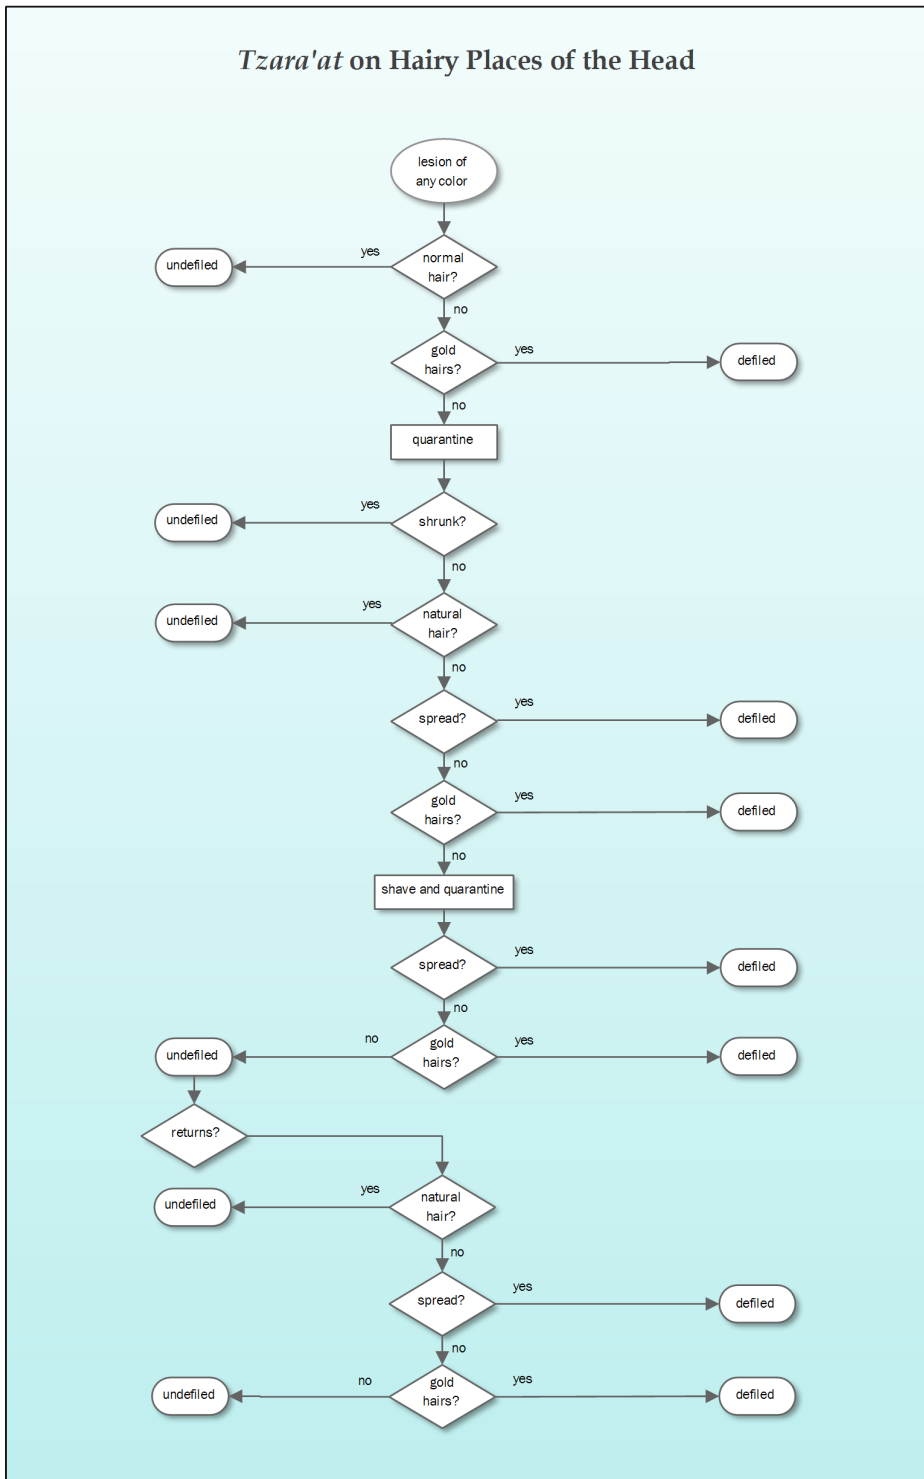 Tzara'at on Hairy Places of the Head
lesion of
any color
yes
normal
hair?
undefiled
no
gold
hairs?
yes
defiled
no
quarantine
yes
undefiled
shrunk?
no
yes
natural
hair?
undefiled
no
yes
spread?
defiled
no
yes
gold
hairs?
defiled
no
shave and quarantine
yes
spread?
defiled
no
no
yes
undefiled
gold
hairs?
defiled
returns?
yes
undefiled
natural
hair?
no
yes
spread?
defiled
no
no
yes
undefiled
gold
hairs?
defiled